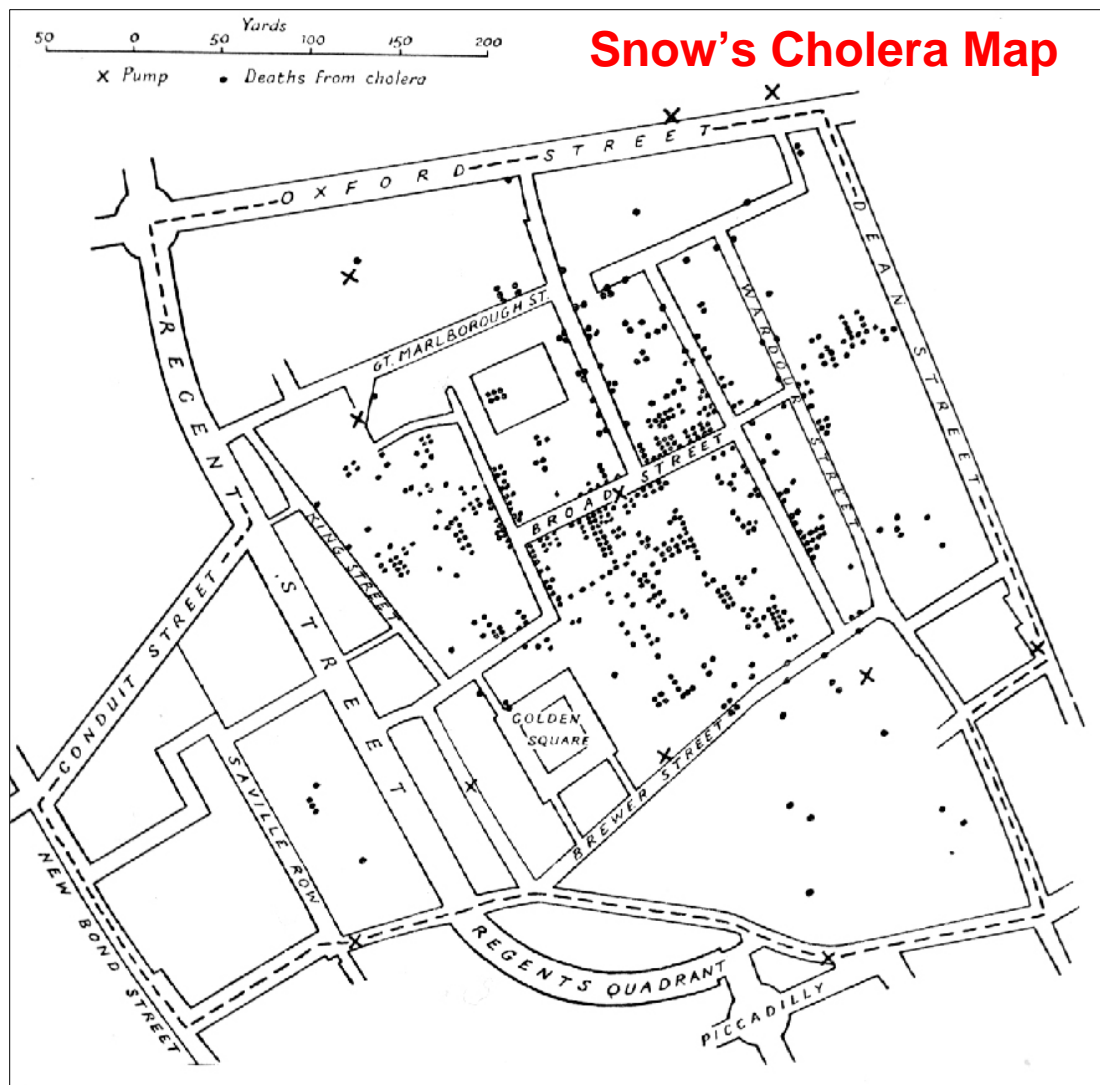 Snow's Cholera Map
Yards
50 0 50 100 150 200
x Pump • Deaths from cholera
OXFORD STREET
REGENT STREET
GT. MARLBOROUGH ST.
DEAN STREET
WARDOUR STREET
BROAD STREET
KING STREET
CONDUIT STREET
SAVILLE ROW
GOLDEN
SQUARE
BREWER STREET
NEW BOND STREET
REGENTS QUADRANT
PICCADILLY